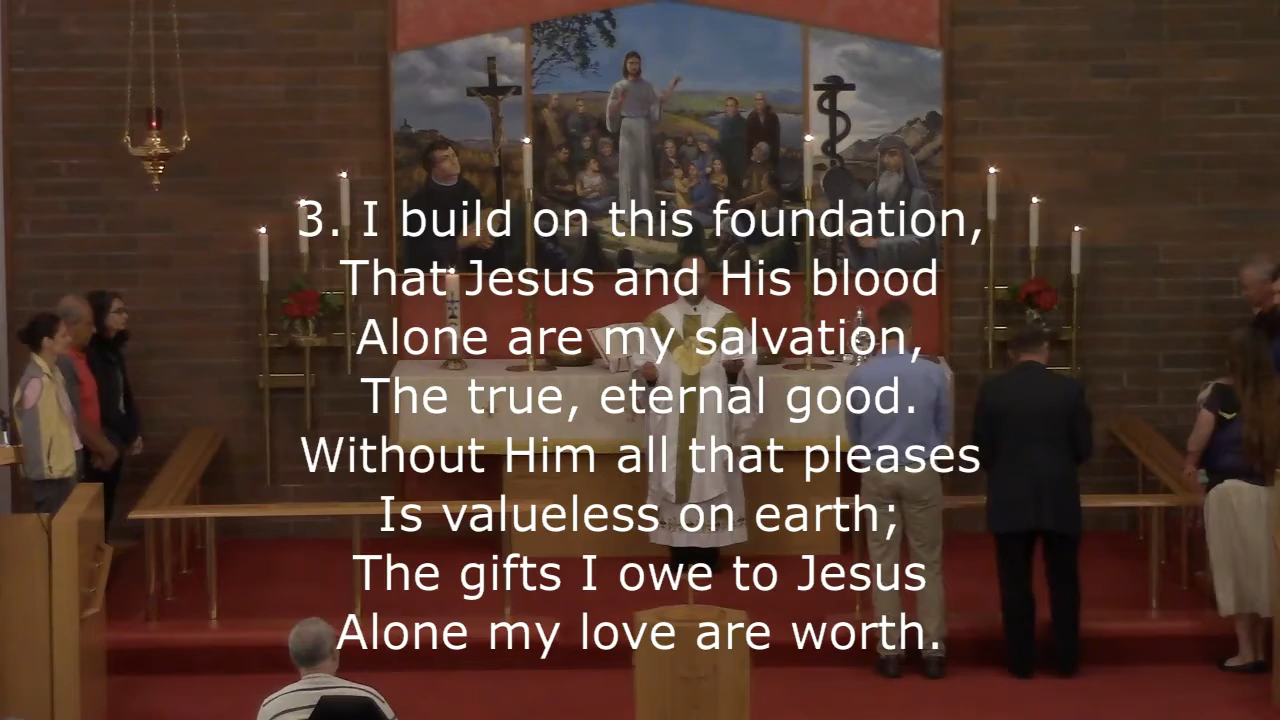 3. I build on this foundation,
That Jesus and His blood
Alone are my salvation,
The true, eternal good.
Without Him all that pleases
Is valueless on earth;
The gifts I owe to Jesus
Alone my love are worth.